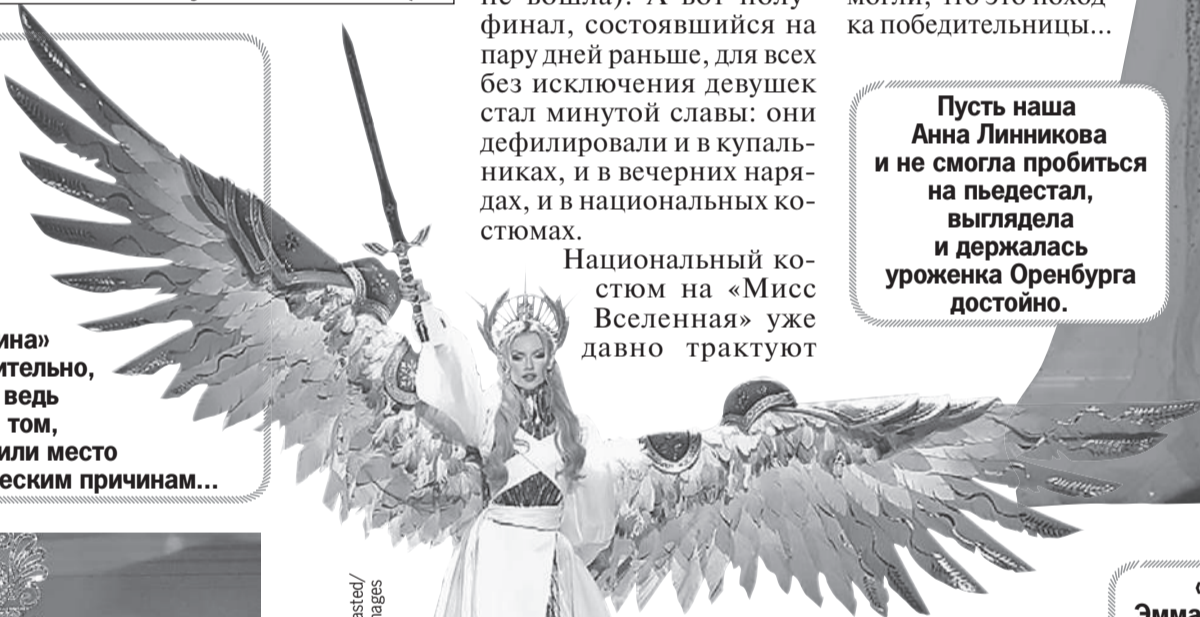 финал, состоявшийся на
пару дней раньше, для всех
без исключения девушек
стал минутой славы: они
дефилировали и в купаль-
никах, и в вечерних наря-
дах, и в национальных ко-
стюмах.
Национальный ко-
стюм на «Мисс
Вселенная» уже
давно трактуют
ка победительницы...
Пусть наша
Анна Линникова
и не смогла пробиться
на пьедестал,
выглядела
и держалась
уроженка Оренбурга
достойно.
ина»
ительно,
ведь
том,
или место
еским причинам...
asted/
mages
Эмма